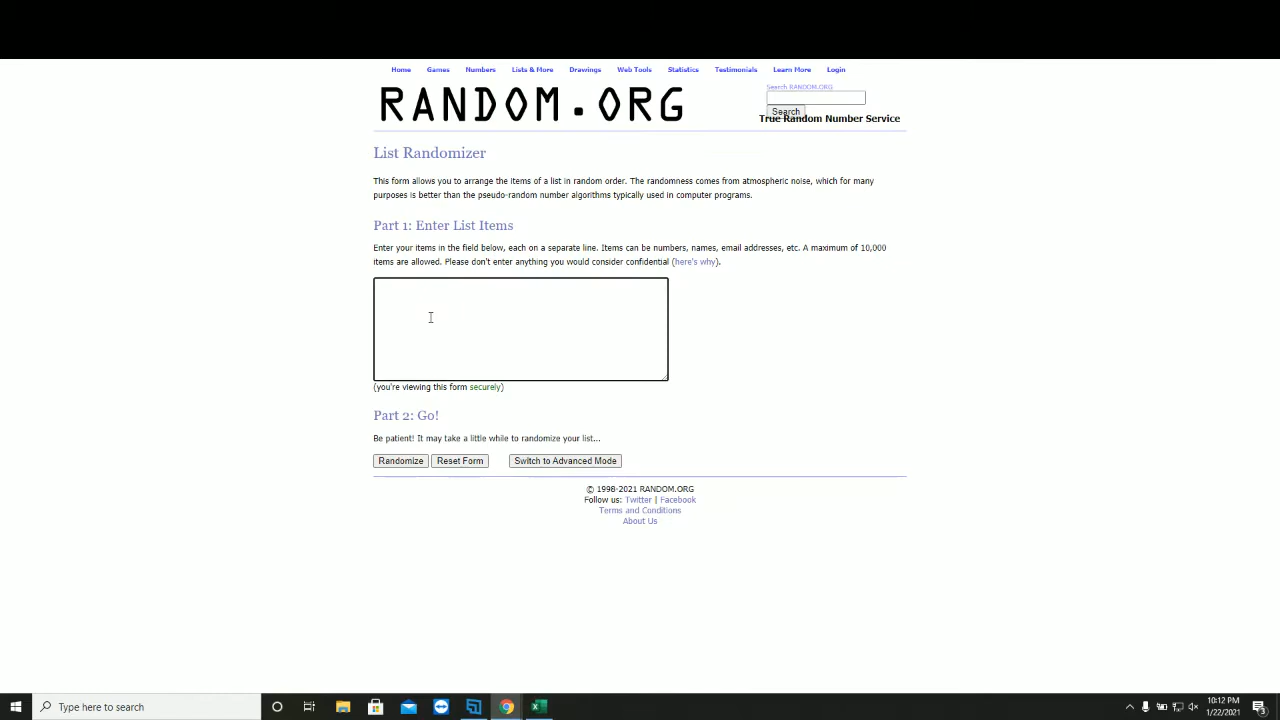 Home Games Numbers Lists & More Drawings Web Tools Statistics Testimonials Learn More Login
Search RANDOM.ORG
RANDOM.ORG
Search
True Random Number Service
List Randomizer
This form allows you to arrange the items of a list in random order. The randomness comes from atmospheric noise, which for many
purposes is better than the pseudo-random number algorithms typically used in computer programs.
Part 1: Enter List Items
Enter your items in the field below, each on a separate line. Items can be numbers, names, email addresses, etc. A maximum of 10,000
items are allowed. Please don't enter anything you would consider confidential (here's why).
(you're viewing this form securely)
Part 2: Go!
Be patient! It may take a little while to randomize your list...
Randomize Reset Form Switch to Advanced Mode
© 1998-2021 RANDOM.ORG
Follow us: Twitter | Facebook
Terms and Conditions
About Us
Type here to search
10:12 PM
1/22/2021